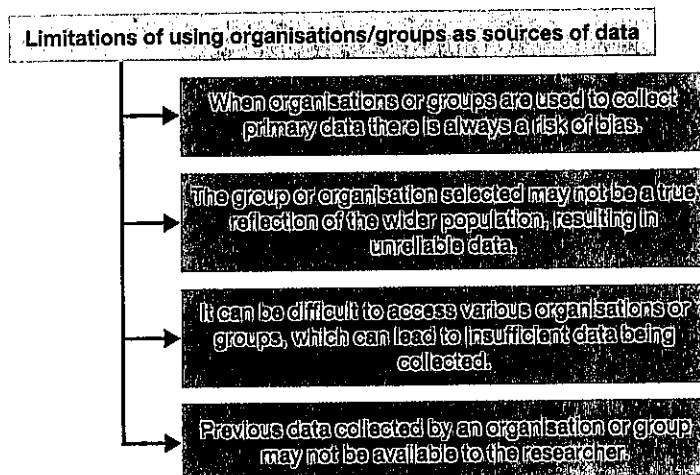 Limitations of using organisations/groups as sources of data
When organisations or groups are used to collect
primary data there is always a risk of bias.
The group or organisation selected may not be a true
reflection of the wider population, resulting in
unreliable data.
It can be difficult to access various organisations or
groups, which can lead to insufficient data being
collected.
Previous data collected by an organisation or group
may not be available to the researcher.